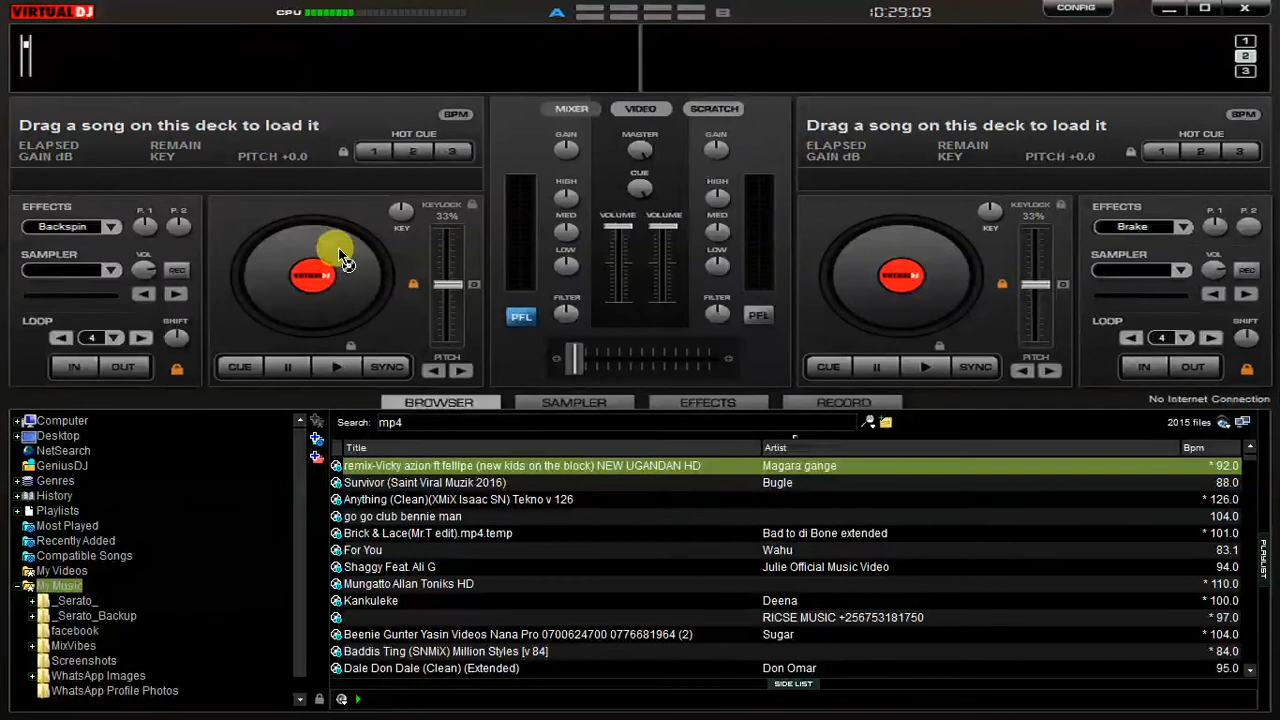 VIRTUALDJ
CPU
A
B
10:29:09
CONFIG
1
2
3
BPM
Drag a song on this deck to load it
ELAPSED
REMAIN
HOT CUE
GAIN dB
KEY
PITCH +0.0
1
2
3
MIXER
VIDEO
SCRATCH
GAIN
MASTER
GAIN
CUE
HIGH
HIGH
MED
MED
VOLUME
VOLUME
LOW
LOW
FILTER
FILTER
PFL
PFL
BPM
Drag a song on this deck to load it
ELAPSED
REMAIN
HOT CUE
GAIN dB
KEY
PITCH +0.0
1
2
3
EFFECTS
P. 1
P. 2
Backspin
SAMPLER
VOL
REC
LOOP
SHIFT
4
IN
OUT
KEYLOCK
33%
KEY
VIRTUALDJ
CUE
SYNC
PITCH
KEYLOCK
33%
KEY
VIRTUALDJ
CUE
SYNC
PITCH
EFFECTS
P. 1
P. 2
Brake
SAMPLER
VOL
REC
LOOP
SHIFT
4
IN
OUT
BROWSER
SAMPLER
EFFECTS
RECORD
No Internet Connection
Computer
Desktop
NetSearch
GeniusDJ
Genres
History
Playlists
Most Played
Recently Added
Compatible Songs
My Videos
My Music
_Serato_
_Serato_Backup
facebook
MixVibes
Screenshots
WhatsApp Images
WhatsApp Profile Photos
Search: mp4
2015 files
Title Artist Bpm
remix-Vicky azion ft fellipe (new kids on the block) NEW UGANDAN HD Magara gange * 92.0
Survivor (Saint Viral Muzik 2016) Bugle 88.0
Anything (Clean)(XMiX Isaac SN) Tekno v 126 * 126.0
go go club bennie man 104.0
Brick & Lace(Mr.T edit).mp4.temp Bad to di Bone extended * 101.0
For You Wahu 83.1
Shaggy Feat. Ali G Julie Official Music Video 94.0
Mungatto Allan Toniks HD * 110.0
Kankuleke Deena * 100.0
RICSE MUSIC +256753181750 * 97.0
Beenie Gunter Yasin Videos Nana Pro 0700624700 0776681964 (2) Sugar * 104.0
Baddis Ting (SNMiX) Million Styles [v 84] * 84.0
Dale Don Dale (Clean) (Extended) Don Omar 95.0
SIDE LIST
PLAYLIST